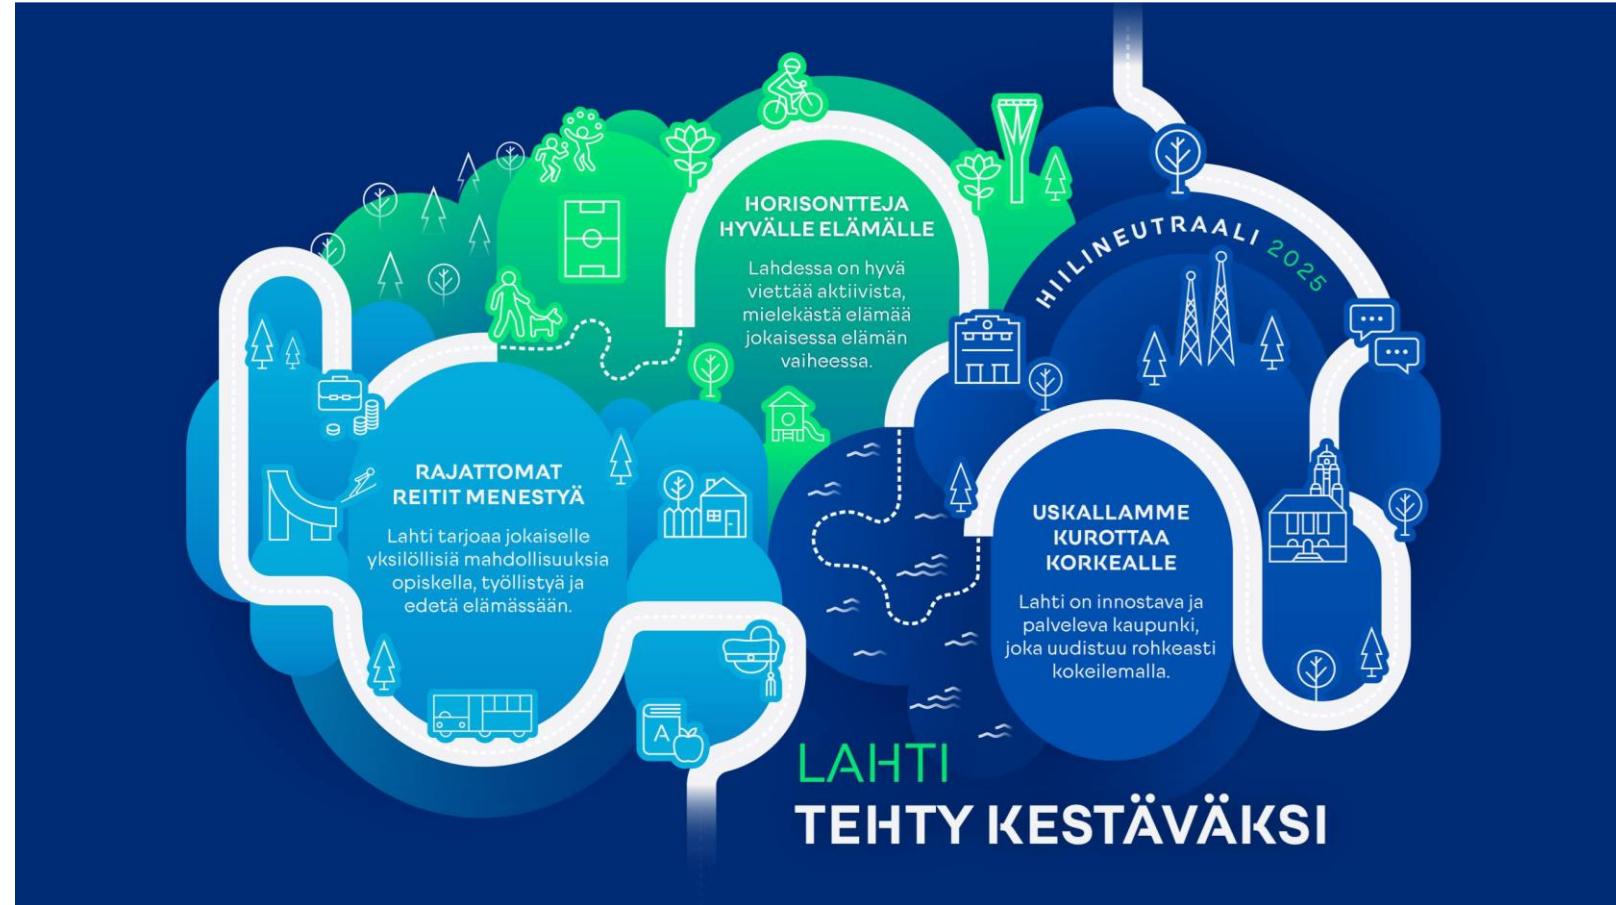 HORISONTTEJA
HYVÄLLE ELÄMÄLLE
Lahdessa on hyvä
viettää aktiivista,
mielekästä elämää
jokaisessa elämän
vaiheessa.
HIILINEUTRAALI 2025
RAJATTOMAT
REITIT MENESTYÄ
Lahti tarjoaa jokaiselle
yksilöllisiä mahdollisuuksia
opiskella, työllistyä ja
edetä elämässään.
USKALLAMME
KUROTTAA
KORKEALLE
Lahti on innostava ja
palveleva kaupunki,
joka uudistuu rohkeasti
kokeilemalla.
A
LAHTI
TEHTY KESTÄVÄKSI